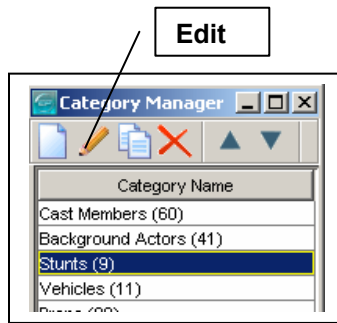 Edit
Category Manager
Category Name
Cast Members (60)
Background Actors (41)
Stunts (9)
Vehicles (11)